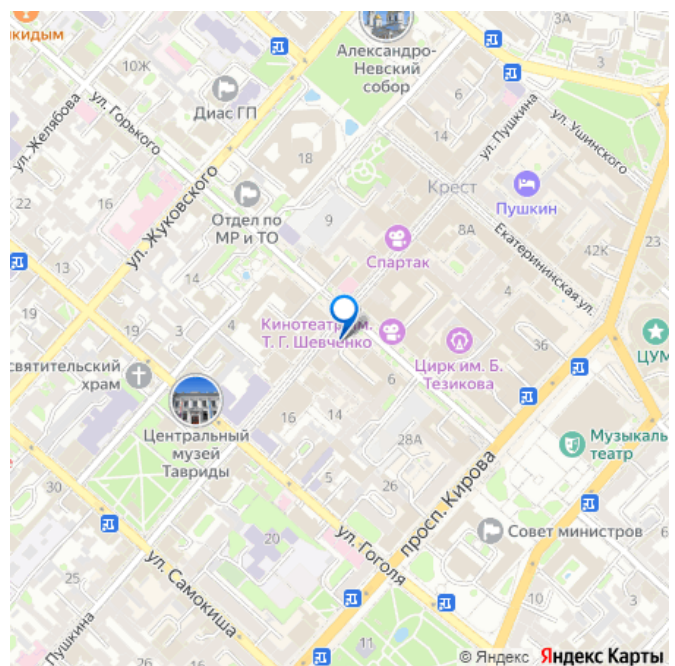 кидым
Александро-
Невский
собор
3А
3
10Ж
Диас ГП
6
ул. Горького
ул. Желябова
14
ул. Пушкина
ул. Ушинского
18
Крест
22
16
ул. Жуковского
Отдел по
МР и ТО
9
Пушкин
8А
Спартак
Екатерининская ул.
42К
23
13
14
4
4
3
19
Кинотеатр им.
Т. Г. Шевченко
36
ЦУМ
Цирк им. Б.
Тезикова
святительский
храм
6
16
14
28А
Центральный
музей
Тавриды
Музыкаль
театр
5
26
30
просп. Кирова
20
ул. Гоголя
Совет министров
6
ул. Самокиша
25
10
3
Пушкина
11
© Яндекс Яндекс Карты